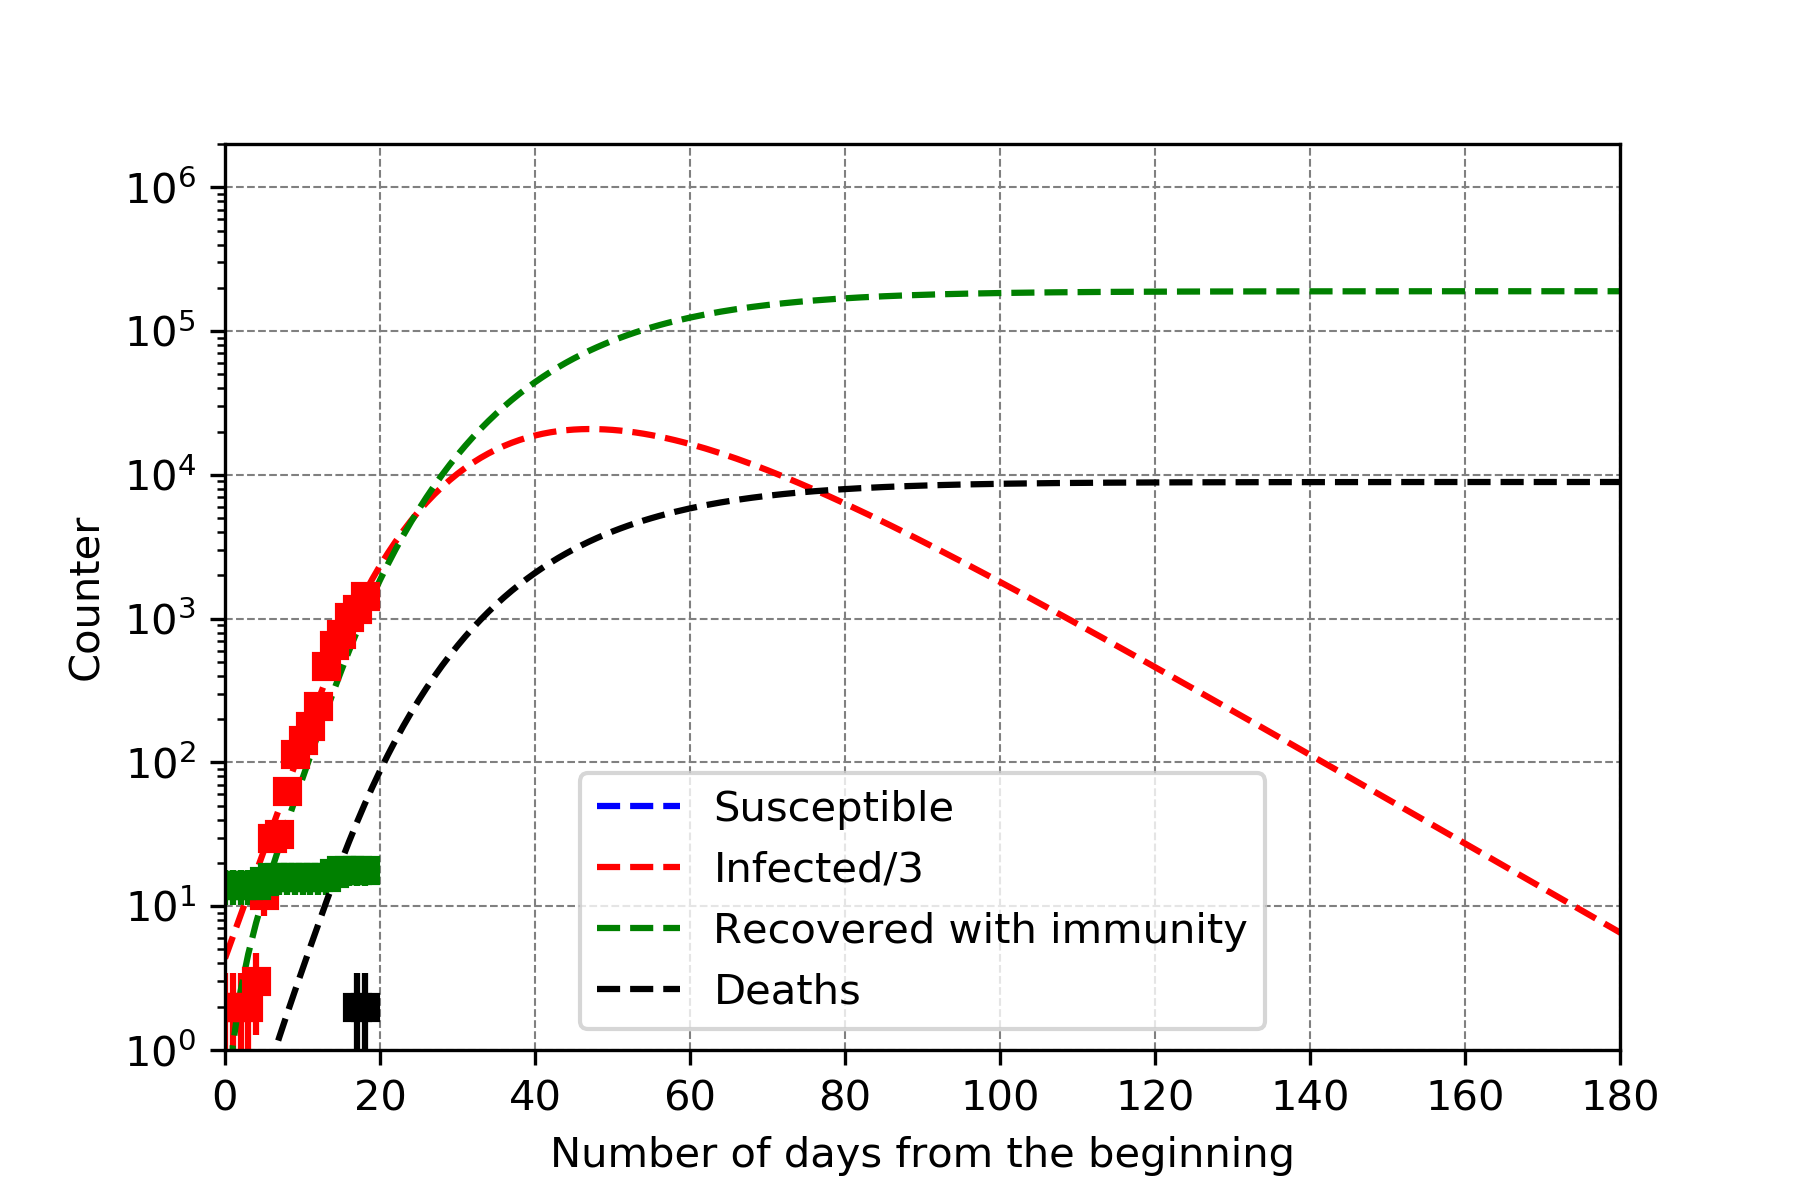 10⁶
10⁵
10⁴
10³
10²
10¹
10⁰
Counter
Susceptible
Infected/3
Recovered with immunity
Deaths
0 20 40 60 80 100 120 140 160 180
Number of days from the beginning